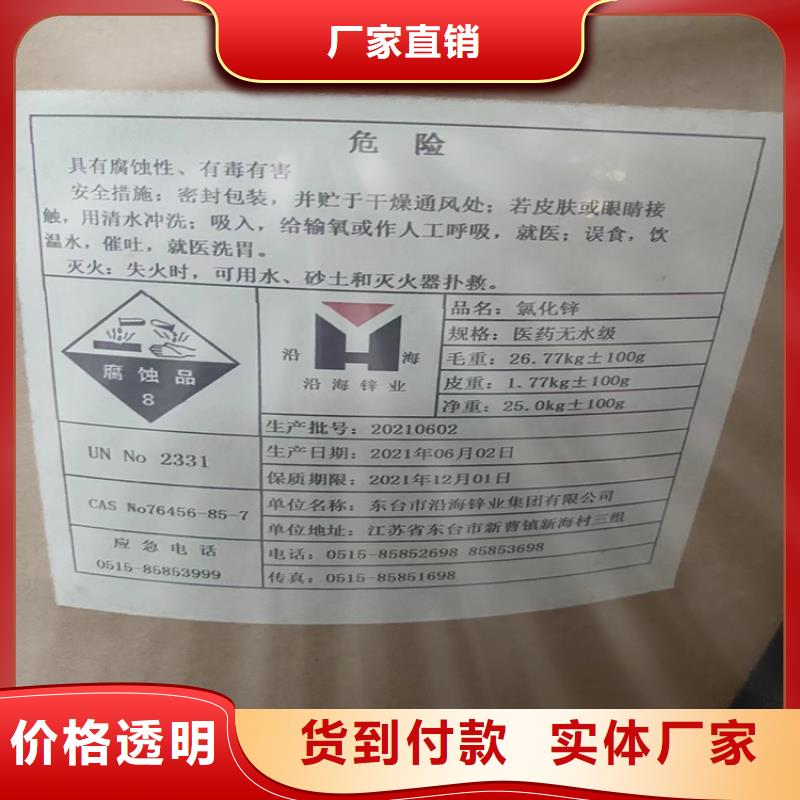 厂家直销
危 险
具有腐蚀性、有毒有害
安全措施：密封包装，并贮于干燥通风处；若皮肤或眼睛接
触，用清水冲洗；吸入，给输氧或作人工呼吸，就医；误食，饮
温水，催吐，就医洗胃。
灭火：失火时，可用水、砂土和灭火器扑救。
腐蚀品
8
沿 海
沿海锌业
品名：氯化锌
规格：医药无水级
毛重：26.77kg±100g
皮重：1.77kg±100g
净重：25.0kg±100g
UN No 2331
生产批号：20210602
生产日期：2021年06月02日
保质期限：2021年12月01日
CAS No76456-85-7
单位名称：东台市沿海锌业集团有限公司
单位地址：江苏省东台市新曹镇新海村三组
应急电话
0515-85853999
电话：0515-85852698 85853698
传真：0515-85851698
价格透明
货到付款 实体厂家